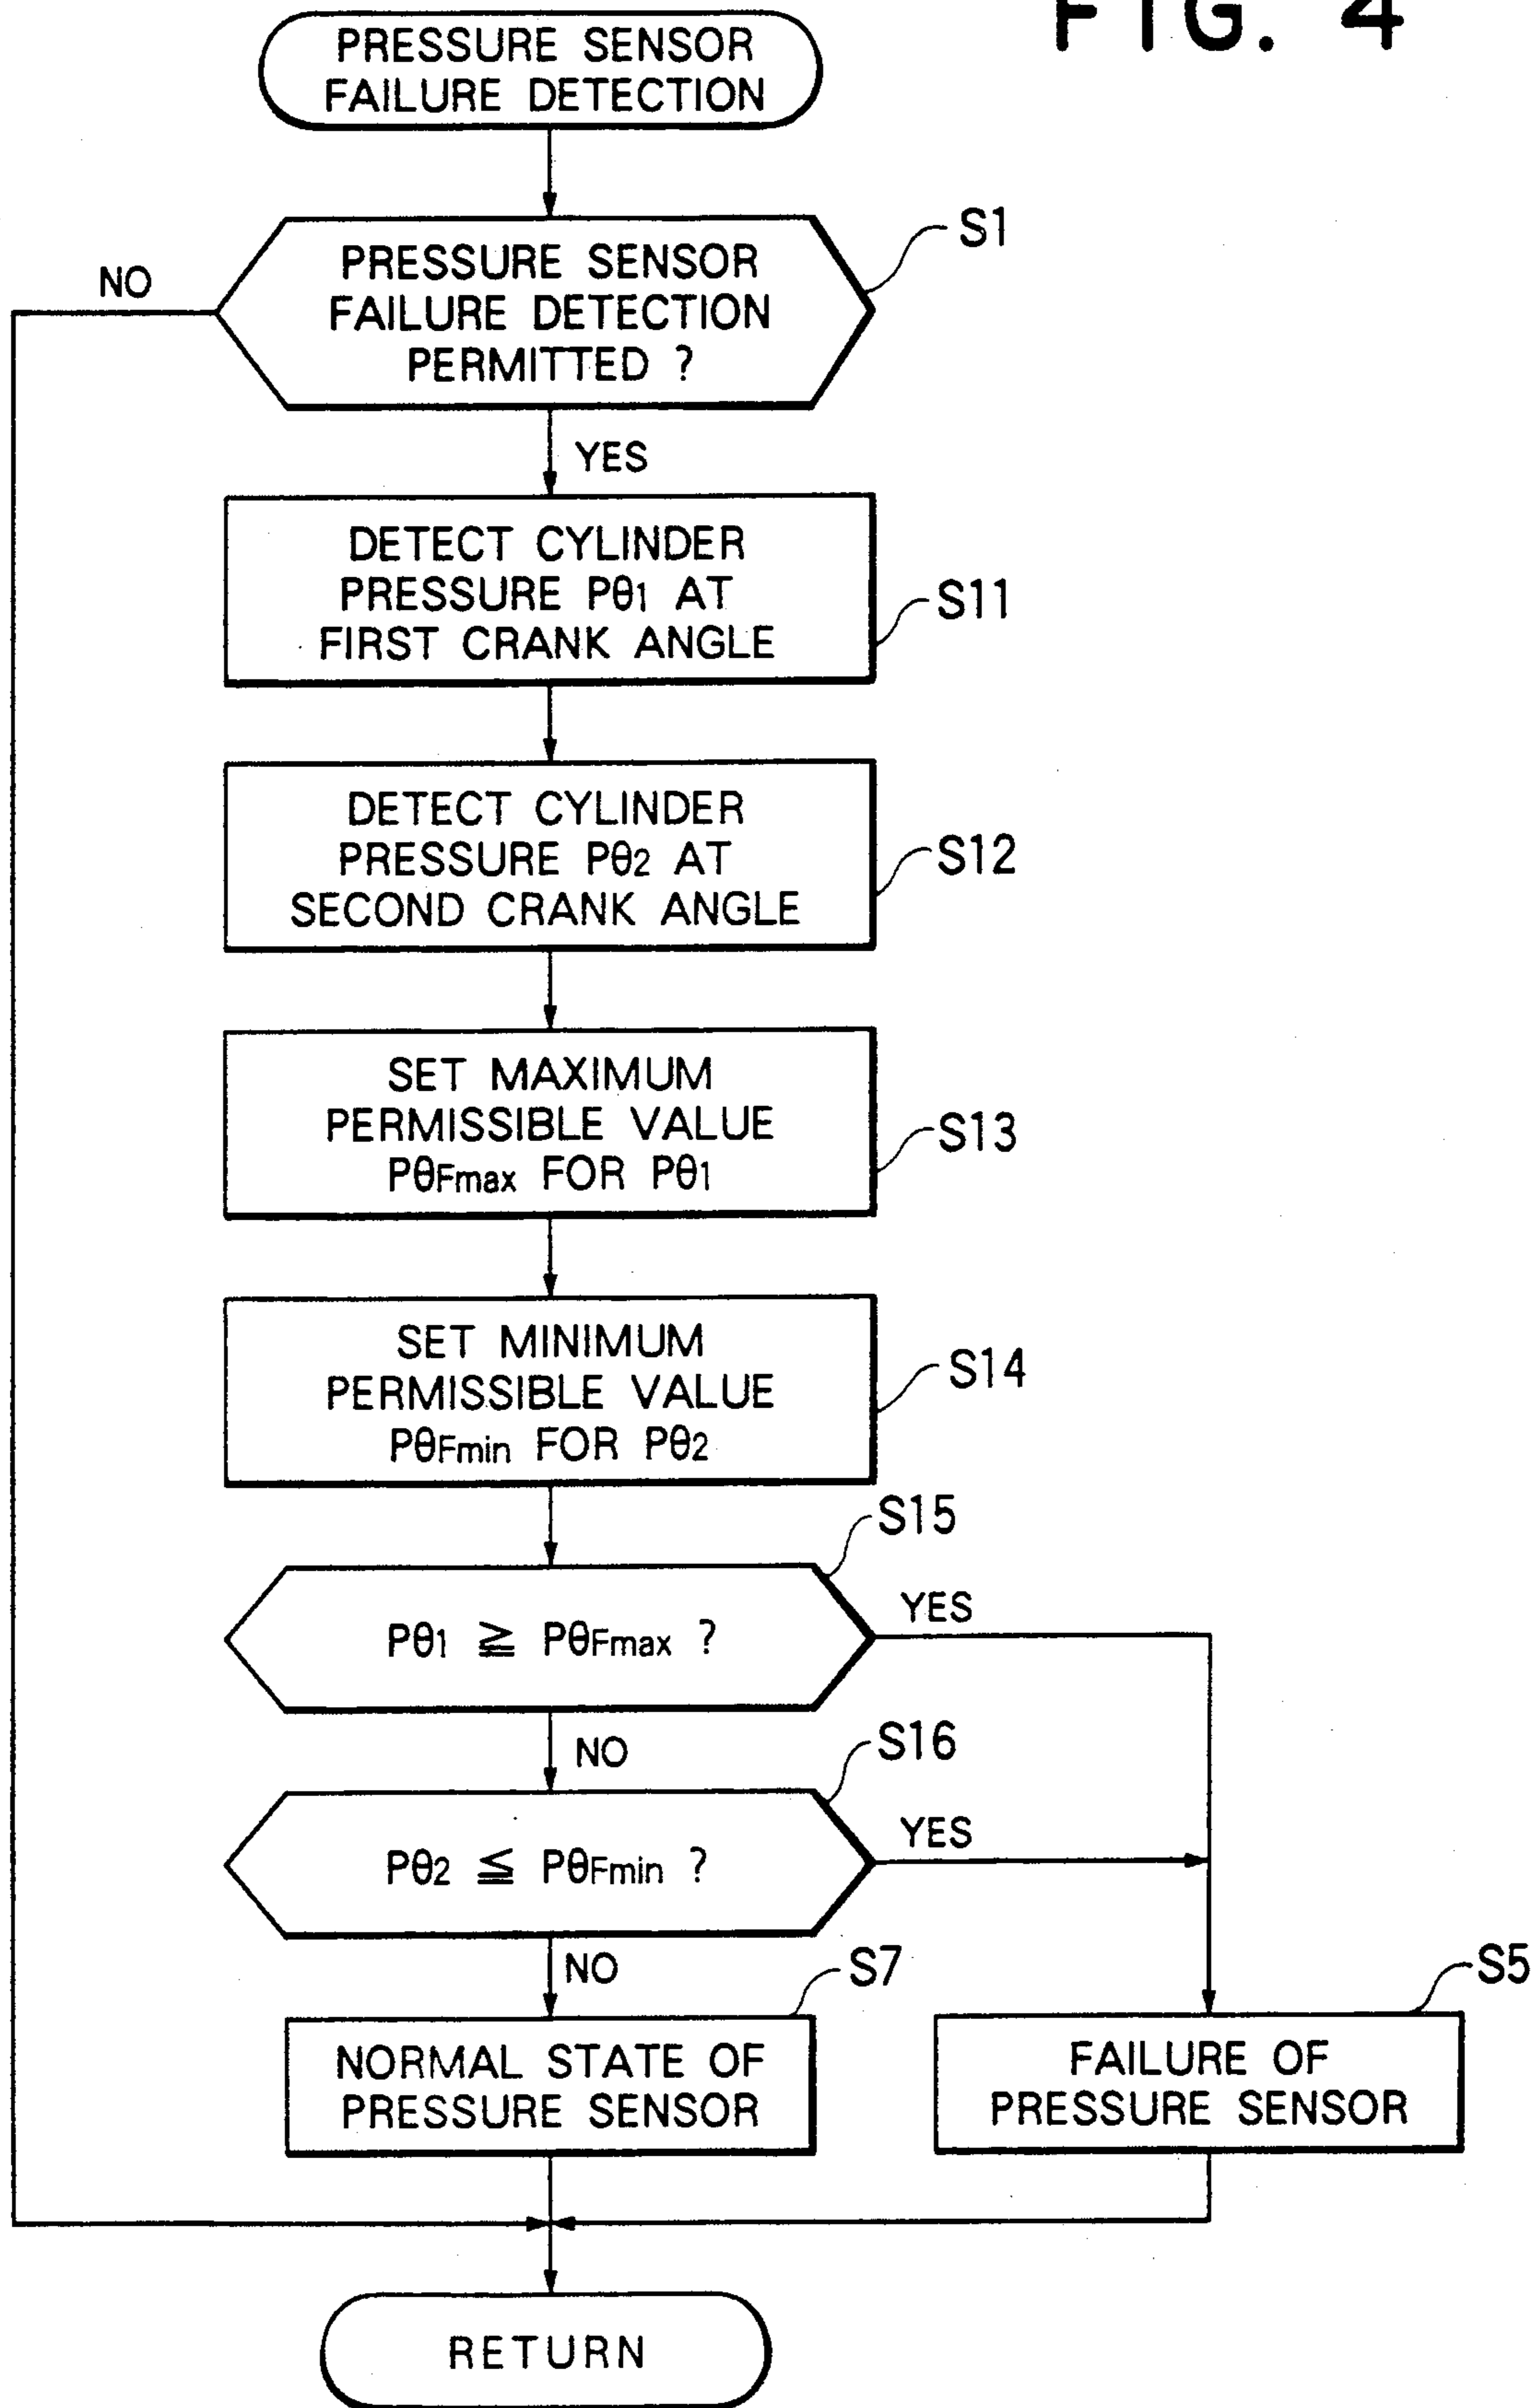 FIG. 4
PRESSURE SENSOR
FAILURE DETECTION
S1
NO
PRESSURE SENSOR
FAILURE DETECTION
PERMITTED ?
YES
DETECT CYLINDER
PRESSURE Pθ1 AT
FIRST CRANK ANGLE
S11
DETECT CYLINDER
PRESSURE Pθ2 AT
SECOND CRANK ANGLE
S12
SET MAXIMUM
PERMISSIBLE VALUE
PθFmax FOR Pθ1
S13
SET MINIMUM
PERMISSIBLE VALUE
PθFmin FOR Pθ2
S14
S15
Pθ1 ≧ PθFmax ?
YES
NO
S16
Pθ2 ≦ PθFmin ?
YES
NO
S7
S5
NORMAL STATE OF
PRESSURE SENSOR
FAILURE OF
PRESSURE SENSOR
RETURN